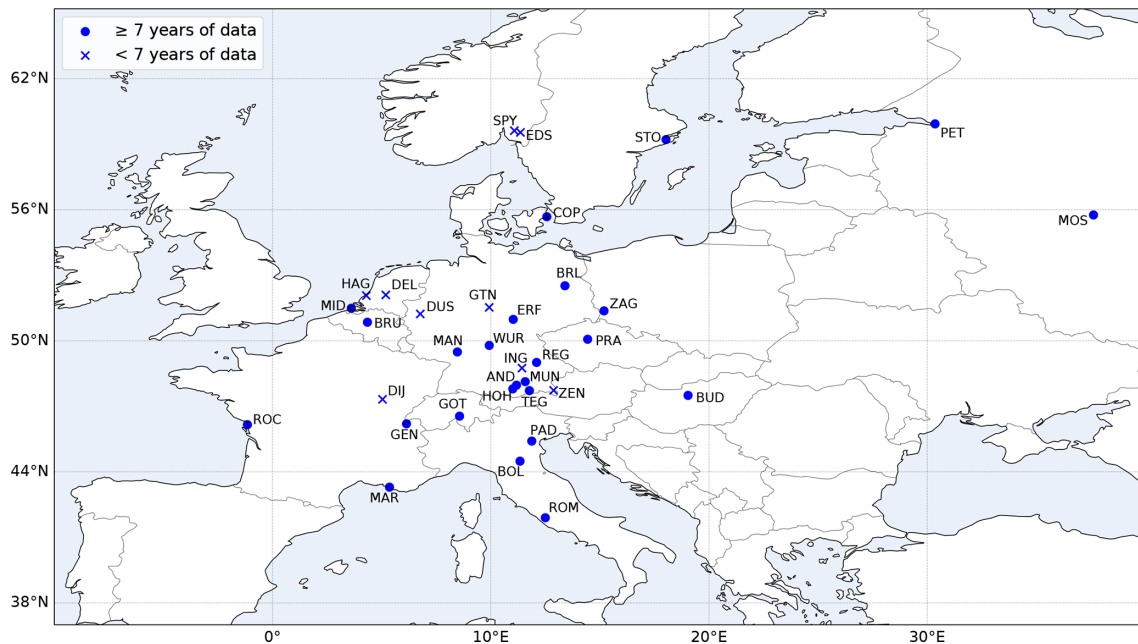 ≥ 7 years of data
< 7 years of data
62°N
56°N
50°N
44°N
38°N
SPY
EDS
STO
PET
COP
MOS
BRL
HAG
DEL
GTN
MID
DUS
ERF
ZAG
BRU
MAN
WUR
PRA
ING
REG
AND
MUN
DIJ
HOH
TEG
ZEN
BUD
GOT
ROC
GEN
PAD
BOL
MAR
ROM
0°
10°E
20°E
30°E